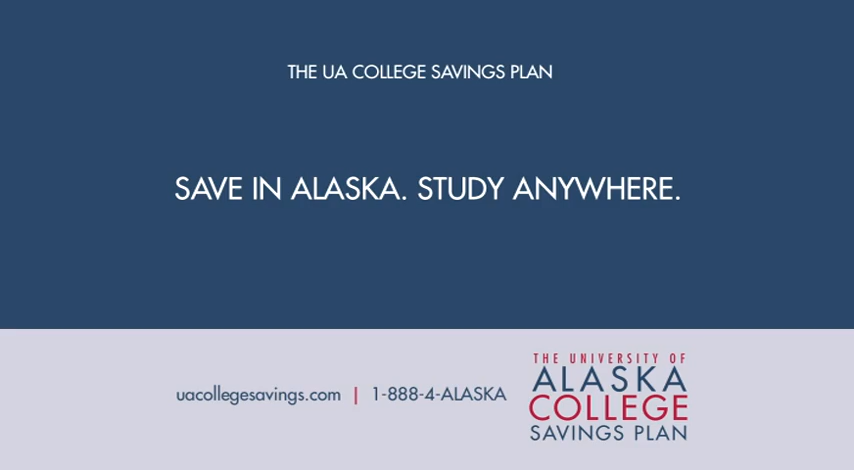 THE UA COLLEGE SAVINGS PLAN
SAVE IN ALASKA. STUDY ANYWHERE.
uacollegesavings.com | 1-888-4-ALASKA
THE UNIVERSITY OF
ALASKA
COLLEGE
SAVINGS PLAN